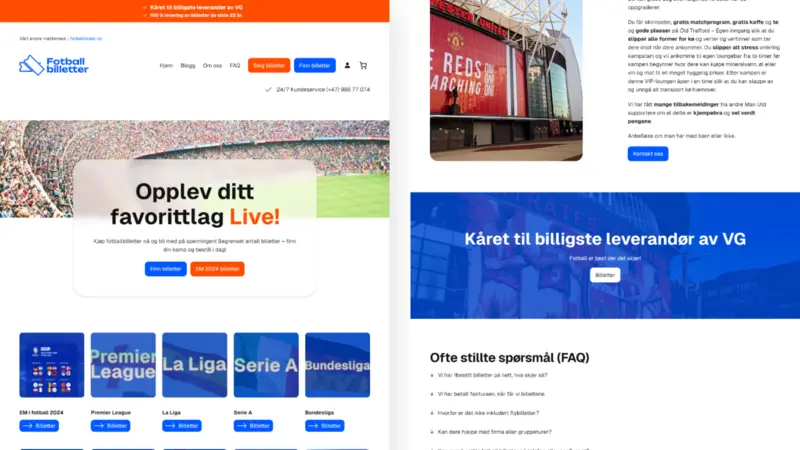 Kåret til billigste leverandør av VG
100 % levering av billetter de siste 22 år.
Vårt andre merkenavn : fotballreiser.no
Fotball
billetter
Hjem
Blogg
Om oss
FAQ
Selg billetter
Finn billetter
24/7 Kundeservice (+47) 986 77 074
Opplev ditt
favorittlag Live!
Kjøp fotballbilletter nå og bli med på spenningen! Begrenset antall billetter – finn
din kamp og bestill i dag!
Finn billetter
EM 2024 billetter
Premier
League
La Liga
Serie A
Bundesliga
EM i fotball 2024
Premier League
La Liga
Serie A
Bundesliga
Billetter
Billetter
Billetter
Billetter
Billetter
oppgraderer.
Du får skinnseter, gratis matchprogram, gratis kaffe og te
og gode plasser på Old Trafford – Egen inngang slik at du
slipper alle former for kø og verter og vertinner som tar
dere imot når dere ankommer. Du slipper alt stress omkring
kampstart og vi ankomme til egen loungebar fra to timer før
kampen begynner hvor dere kan kjøpe mineralvann, øl eller
vin og mat til en meget hyggelig priser. Etter kampen er
denne VIP-loungen åpen i en time slik at du kan slappe av
og unngå alt transport kø hjemover.
Vi har fått mange tilbakemeldinger fra andre Man Utd
supportere om at dette er kjempebra og vel verdt
pengene.
Anbefales om man har med barn eller ikke.
Kontakt oss
THE REDS
MARCHING
Kåret til billigste leverandør av VG
Fotball er best der det skjer!
Billetter
Ofte stillte spørsmål (FAQ)
Vi har !!bestilt billetter på nett, hva skjer så?
Vi har betalt fakturaen, når får vi billettene.
Hvorfor er det ikke inkludert flybilletter?
Kan dere hjelpe med firma eller gruppeturer?